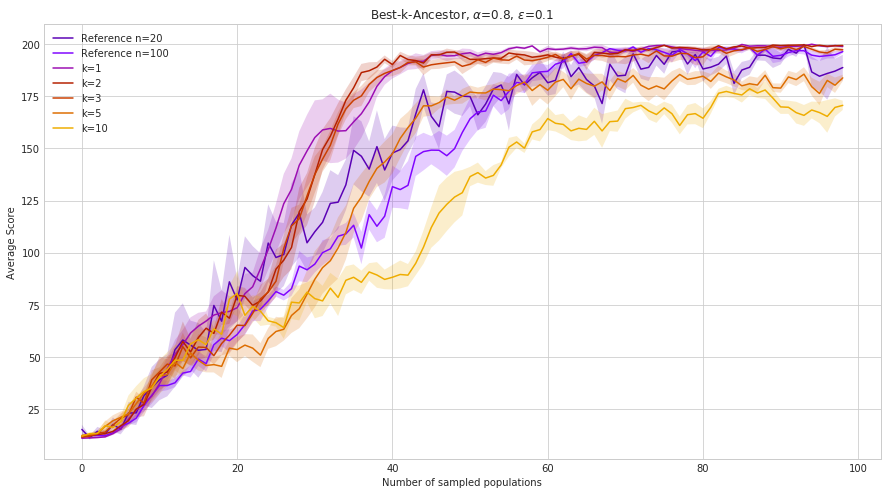 Best-k-Ancestor, α=0.8, ε=0.1
Reference n=20
Reference n=100
k=1
k=2
k=3
k=5
k=10
200
175
150
125
100
75
50
25
Average Score
0 20 40 60 80 100
Number of sampled populations